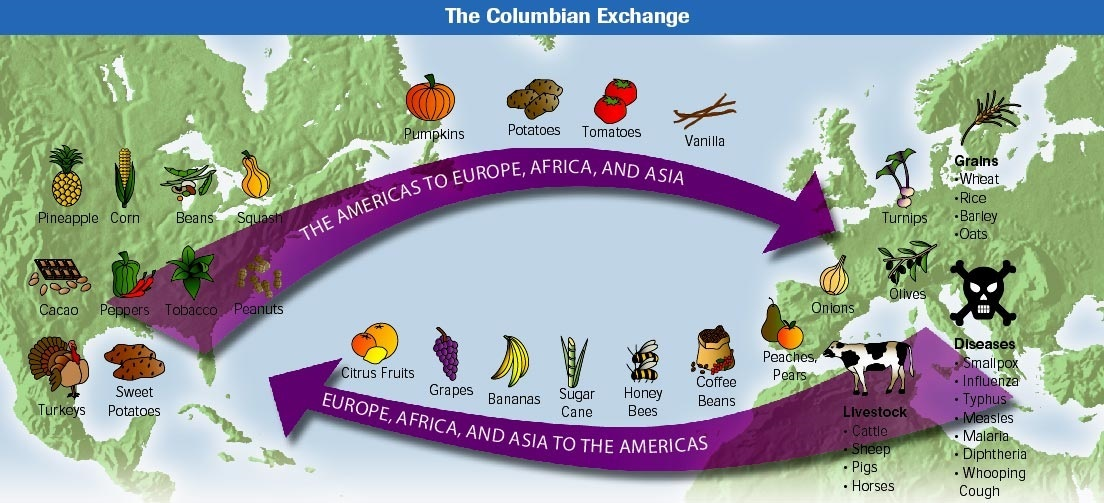 The Columbian Exchange
Pumpkins
Potatoes
Tomatoes
Vanilla
THE AMERICAS TO EUROPE, AFRICA, AND ASIA
Pineapple
Corn
Beans
Squash
Cacao
Peppers
Tobacco
Peanuts
Turkeys
Sweet
Potatoes
Citrus Fruits
Grapes
Bananas
Sugar
Cane
Honey
Bees
Coffee
Beans
Peaches,
Pears
Onions
Olives
Turnips
Grains
•Wheat
•Rice
•Barley
•Oats
Livestock
• Cattle
• Sheep
• Pigs
• Horses
Diseases
• Smallpox
• Influenza
• Typhus
• Measles
• Malaria
• Diphtheria
• Whooping
Cough
EUROPE, AFRICA, AND ASIA TO THE AMERICAS